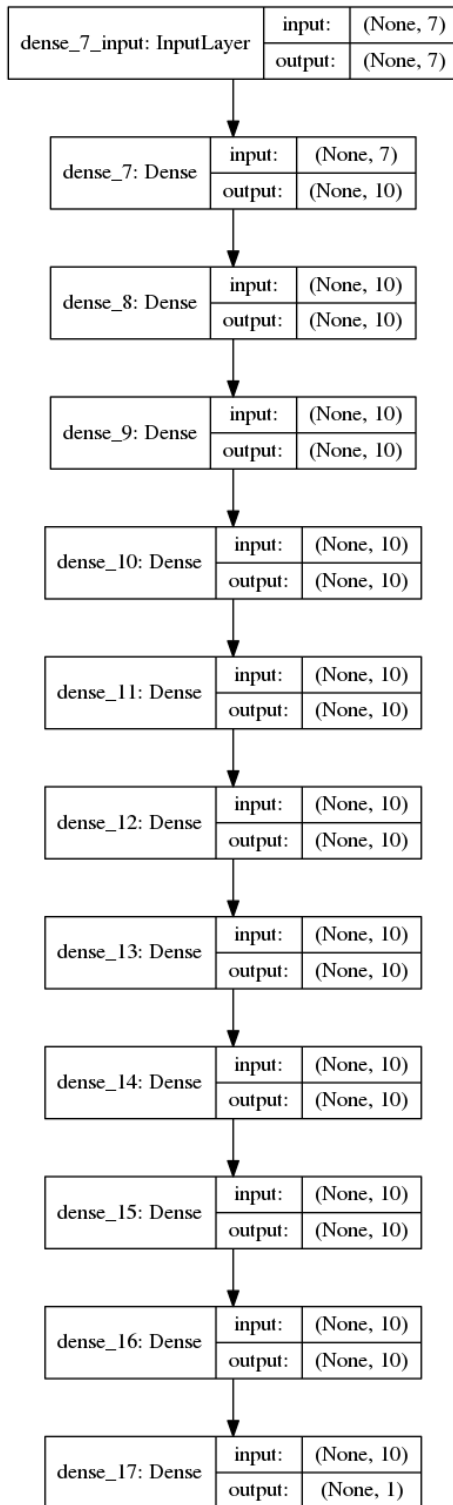 dense_7_input: InputLayer
input: (None, 7)
output: (None, 7)
dense_7: Dense
input: (None, 7)
output: (None, 10)
dense_8: Dense
input: (None, 10)
output: (None, 10)
dense_9: Dense
input: (None, 10)
output: (None, 10)
dense_10: Dense
input: (None, 10)
output: (None, 10)
dense_11: Dense
input: (None, 10)
output: (None, 10)
dense_12: Dense
input: (None, 10)
output: (None, 10)
dense_13: Dense
input: (None, 10)
output: (None, 10)
dense_14: Dense
input: (None, 10)
output: (None, 10)
dense_15: Dense
input: (None, 10)
output: (None, 10)
dense_16: Dense
input: (None, 10)
output: (None, 10)
dense_17: Dense
input: (None, 10)
output: (None, 1)